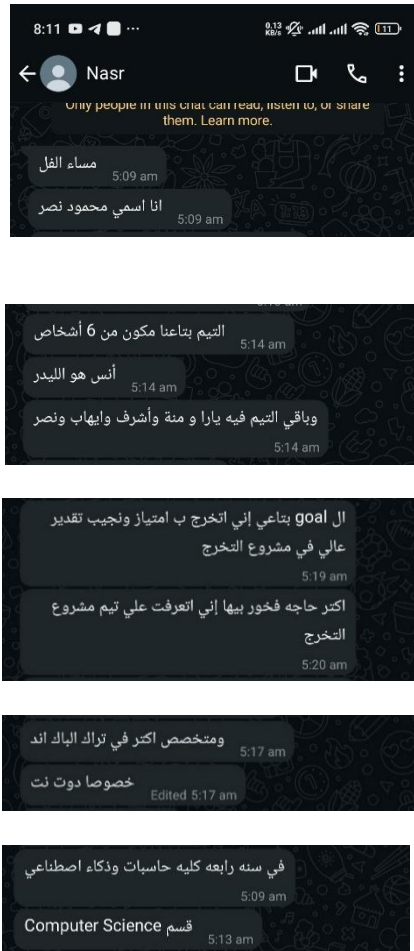 8:11
0.13 KB/s
111
Nasr
Only people in this chat can read, listen to, or share
them. Learn more.
مساء الفل
5:09 am
انا اسمي محمود نصر
5:09 am
التيم بتاعنا مكون من 6 أشخاص
5:14 am
أنس هو الليدر
5:14 am
وباقي التيم فيه يارا و منة وأشرف وايهاب ونصر
5:14 am
ال goal بتاعي إني اتخرج ب امتياز ونجيب تقدير
عالي في مشروع التخرج
5:19 am
اكتر حاجه فخور بيها إني اتعرفت علي تيم مشروع
التخرج
5:20 am
ومتخصص اكتر في تراك الباك اند
5:17 am
خصوصا دوت نت
Edited 5:17 am
في سنه رابعه كليه حاسبات وذكاء اصطناعي
5:09 am
قسم Computer Science
5:13 am